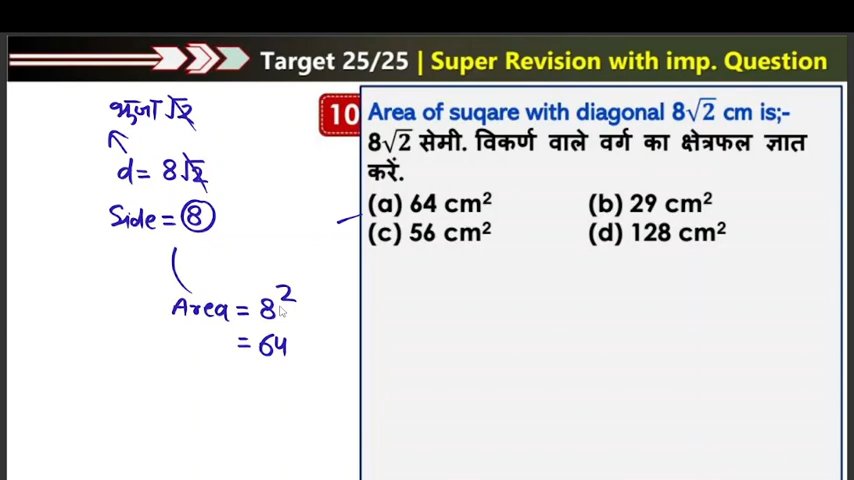 Target 25/25 | Super Revision with imp. Question
भुजा √2
d = 8√2
Side = 8
Area = 8²
= 64
10
Area of suqare with diagonal 8√2 cm is;-
8√2 सेमी. विकर्ण वाले वर्ग का क्षेत्रफल ज्ञात
करें.
(a) 64 cm² (b) 29 cm²
(c) 56 cm² (d) 128 cm²